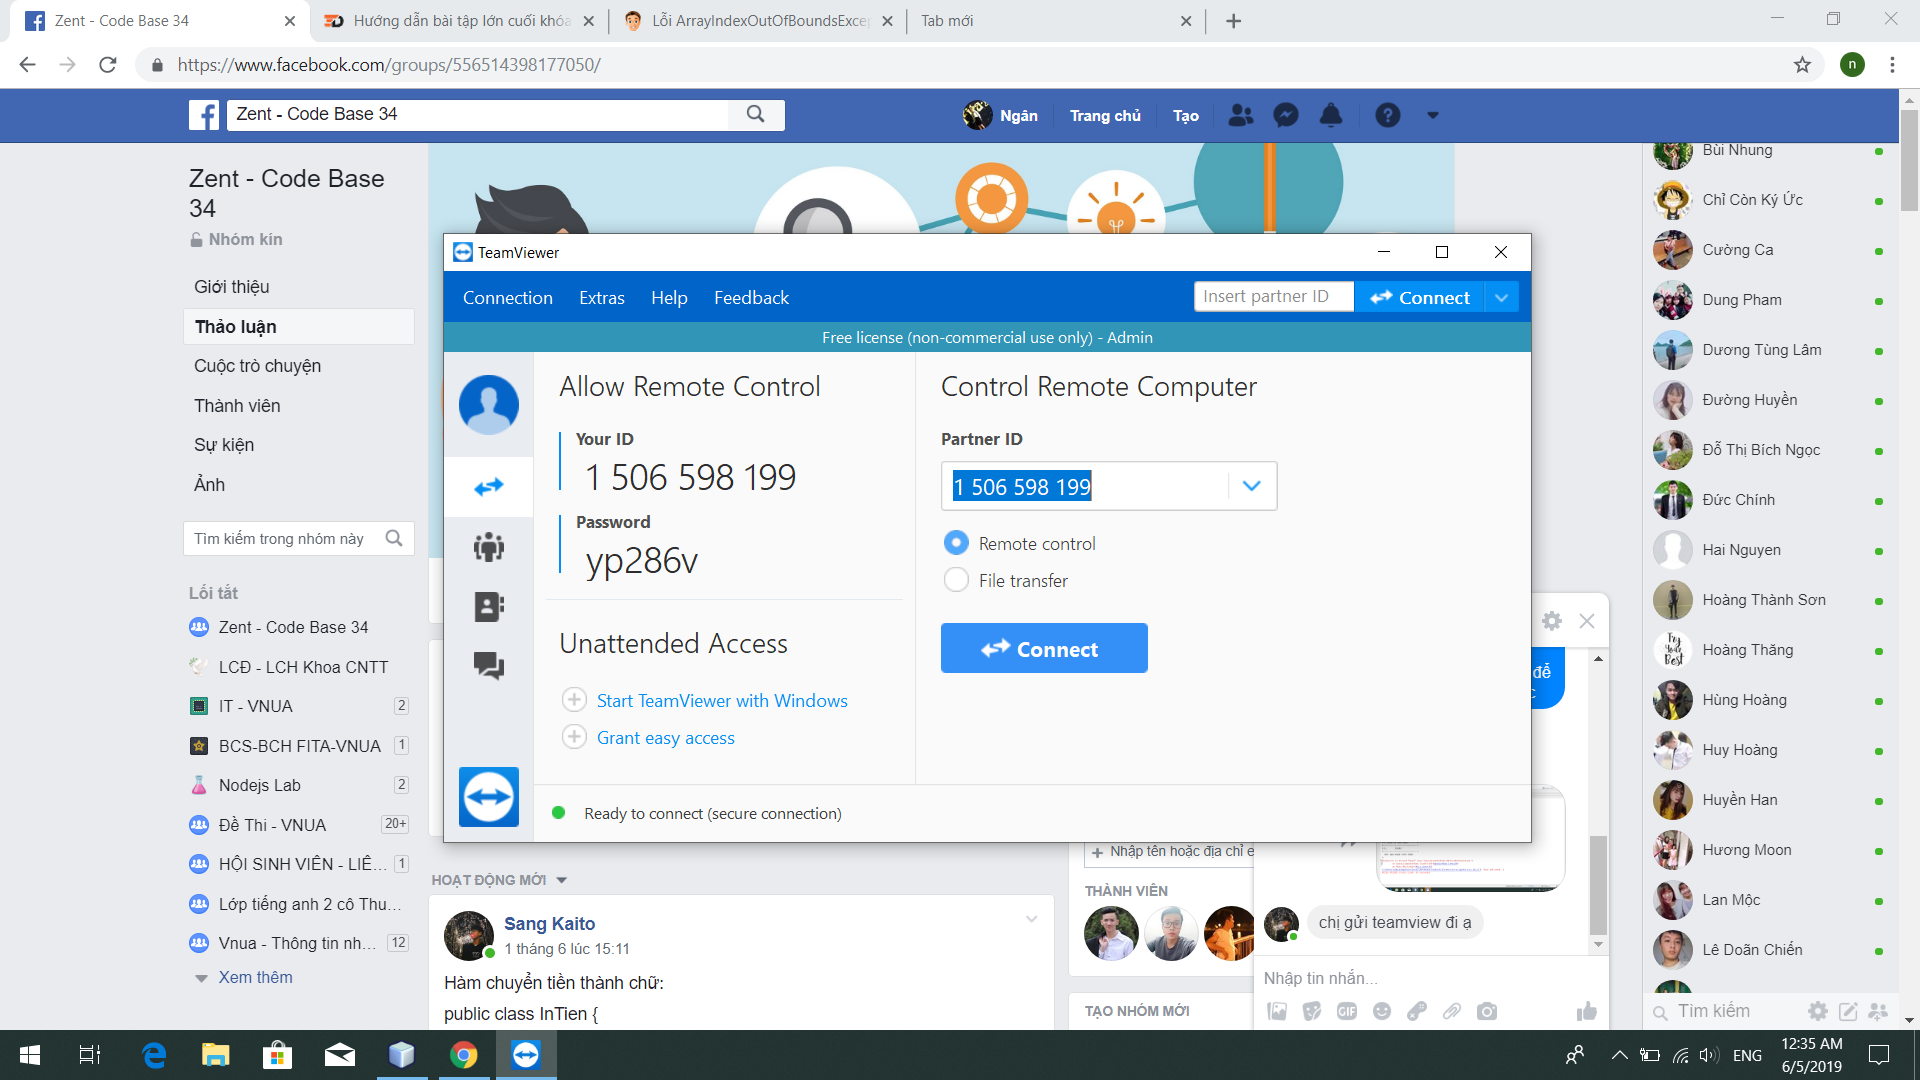 Zent - Code Base 34
Hướng dẫn bài tập lớn cuối khóa
Lỗi ArrayIndexOutOfBoundsExce
Tab mới
https://www.facebook.com/groups/556514398177050/
n
Zent - Code Base 34
Ngân
Trang chủ
Tạo
Zent - Code Base
34
Nhóm kín
Giới thiệu
Thảo luận
Cuộc trò chuyện
Thành viên
Sự kiện
Ảnh
Tìm kiếm trong nhóm này
Lối tắt
Zent - Code Base 34
LCĐ - LCH Khoa CNTT
IT - VNUA 2
BCS-BCH FITA-VNUA 1
Nodejs Lab 2
Đề Thi - VNUA 20+
HỘI SINH VIÊN - LIÊ... 1
Lớp tiếng anh 2 cô Thu...
Vnua - Thông tin nh... 12
Xem thêm
TeamViewer
Connection Extras Help Feedback
Insert partner ID Connect
Free license (non-commercial use only) - Admin
Allow Remote Control
Your ID
1 506 598 199
Password
yp286v
Unattended Access
Start TeamViewer with Windows
Grant easy access
Control Remote Computer
Partner ID
1 506 598 199
Remote control
File transfer
Connect
Ready to connect (secure connection)
HOẠT ĐỘNG MỚI
Sang Kaito
1 tháng 6 lúc 15:11
Hàm chuyển tiền thành chữ:
public class InTien {
+ Nhập tên hoặc địa chỉ e
THÀNH VIÊN
TẠO NHÓM MỚI
để
chị gửi teamview đi ạ
Nhập tin nhắn...
GIF
Bùi Nhung
Chỉ Còn Ký Ức
Cường Ca
Dung Pham
Dương Tùng Lâm
Đường Huyền
Đỗ Thị Bích Ngọc
Đức Chính
Hai Nguyen
Hoàng Thành Sơn
Try
Your
Best
Hoàng Thăng
Hùng Hoàng
Huy Hoàng
Huyền Han
Hương Moon
Lan Mộc
Lê Doãn Chiến
Tìm kiếm
ENG
12:35 AM
6/5/2019